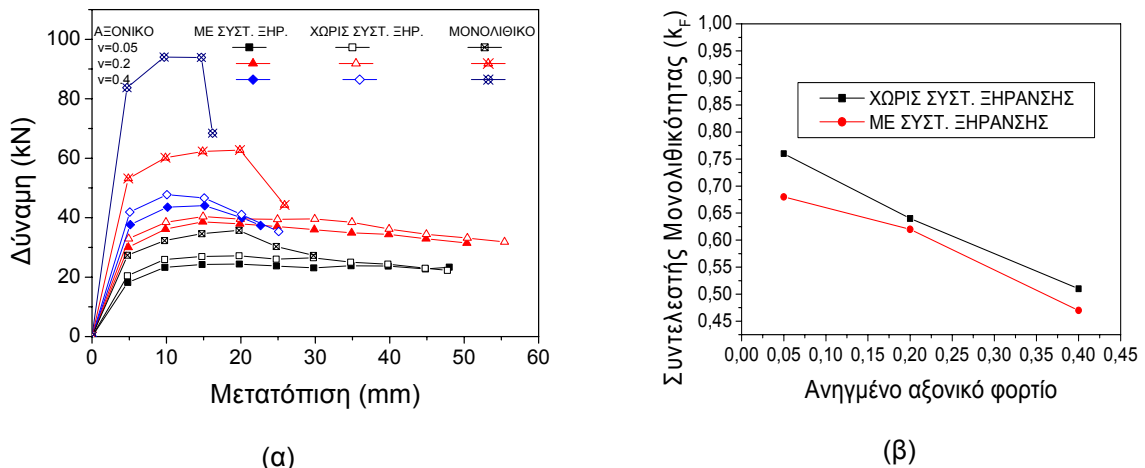 ΑΞΟΝΙΚΟ ΜΕ ΣΥΣΤ. ΞΗΡ. ΧΩΡΙΣ ΣΥΣΤ. ΞΗΡ. ΜΟΝΟΛΙΘΙΚΟ
v=0.05
v=0.2
v=0.4
100
80
60
40
20
0
0 10 20 30 40 50 60
Δύναμη (kN)
Μετατόπιση (mm)
(α)
1,00
0,95
0,90
0,85
0,80
0,75
0,70
0,65
0,60
0,55
0,50
0,45
0,00 0,05 0,10 0,15 0,20 0,25 0,30 0,35 0,40 0,45
Συντελεστής Μονολιθικότητας (k_F)
ΧΩΡΙΣ ΣΥΣΤ. ΞΗΡΑΝΣΗΣ
ΜΕ ΣΥΣΤ. ΞΗΡΑΝΣΗΣ
Ανηγμένο αξονικό φορτίο
(β)